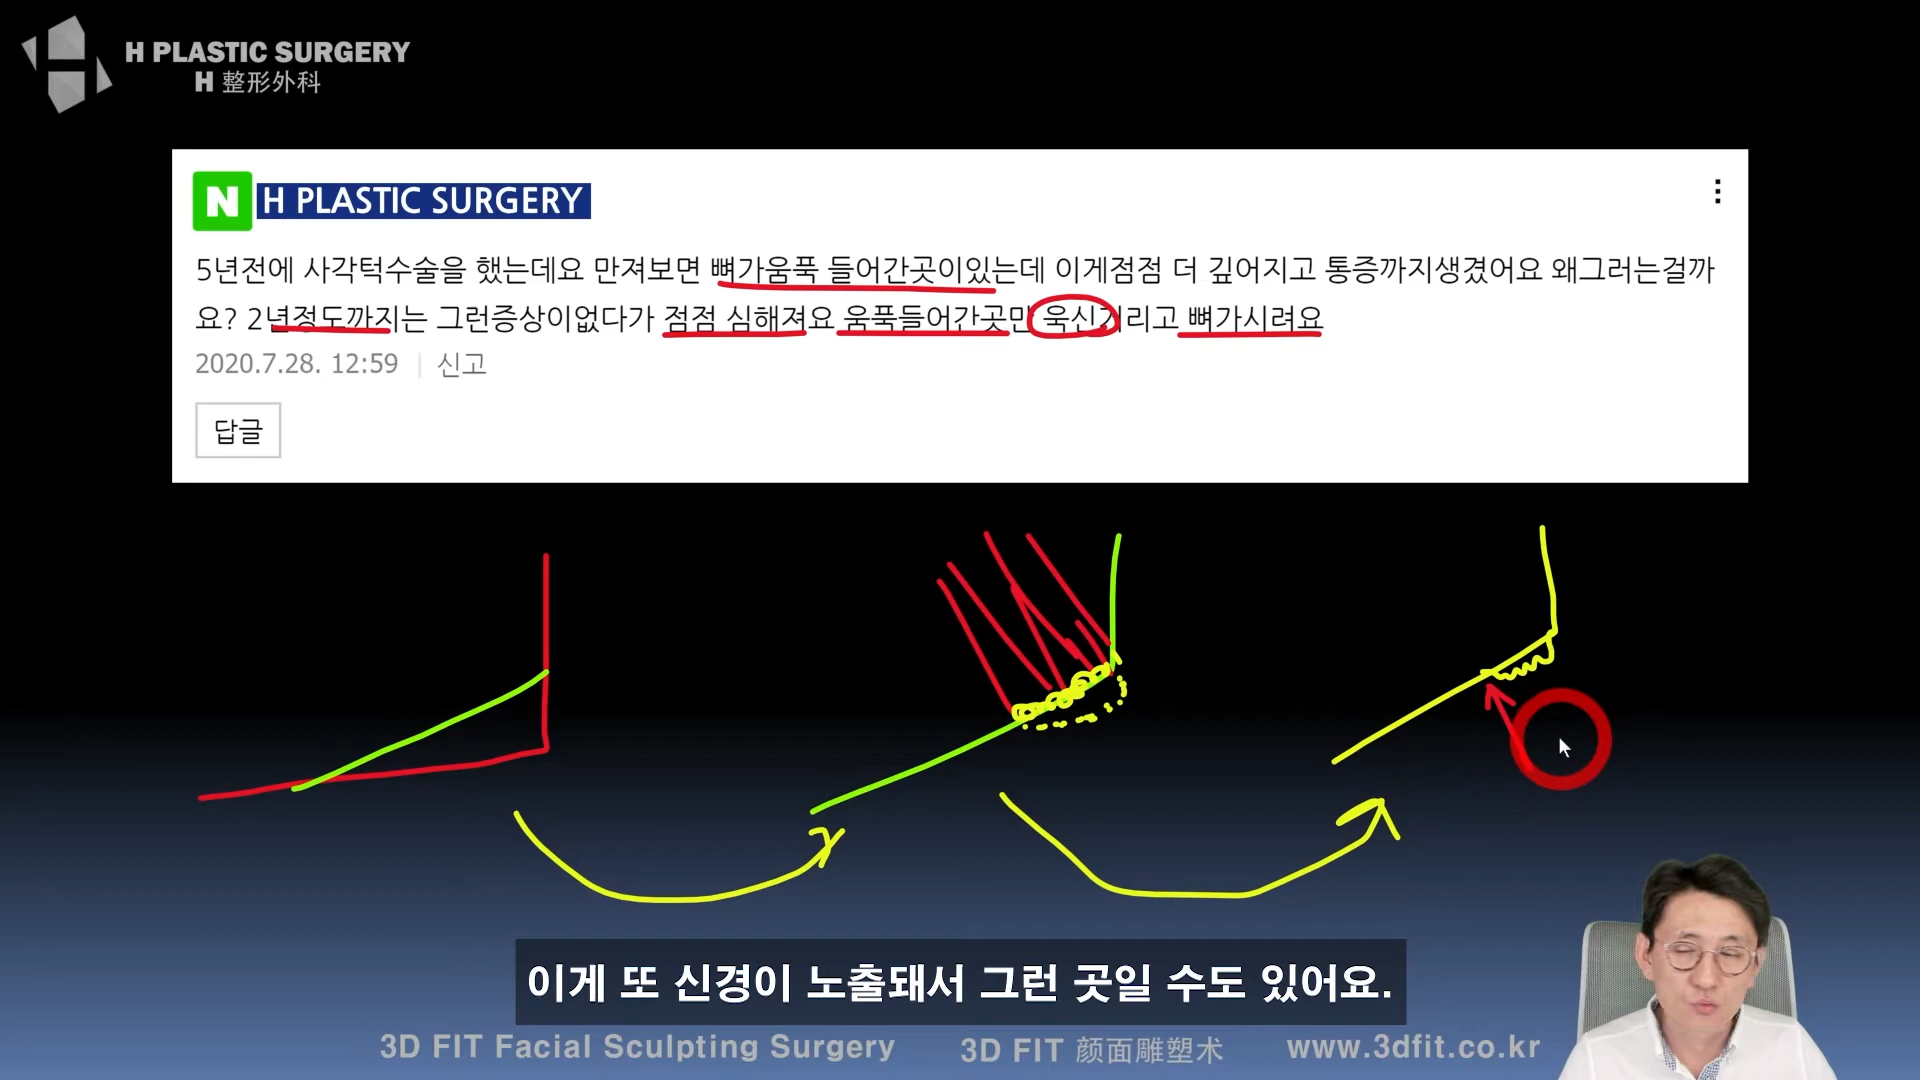 H PLASTIC SURGERY
H 整形外科
N H PLASTIC SURGERY
5년전에 사각턱수술을 했는데요 만져보면 뼈가움푹 들어간곳이있는데 이게점점 더 깊어지고 통증까지생겼어요 왜그러는걸까
요? 2년정도까지는 그런증상이없다가 점점 심해져요 움푹들어간곳만 욱신거리고 뼈가시려요
2020.7.28. 12:59 신고
답글
이게 또 신경이 노출돼서 그런 곳일 수도 있어요.
3D FIT Facial Sculpting Surgery 3D FIT 颜面雕塑术 www.3dfit.co.kr